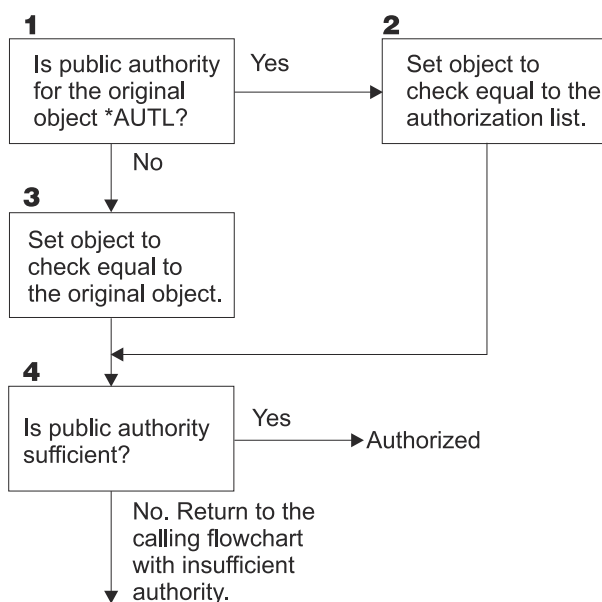 1
Is public authority
for the original
object *AUTL?
Yes
2
Set object to
check equal to the
authorization list.
No
3
Set object to
check equal to
the original object.
4
Is public authority
sufficient?
Yes
Authorized
No. Return to the
calling flowchart
with insufficient
authority.